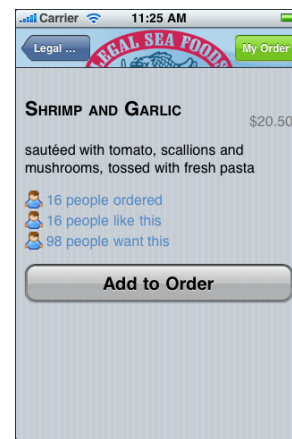 Carrier 11:25 AM
Legal ...
LEGAL SEA FOODS
My Order
SHRIMP AND GARLIC
$20.50
sautéed with tomato, scallions and
mushrooms, tossed with fresh pasta
16 people ordered
16 people like this
98 people want this
Add to Order